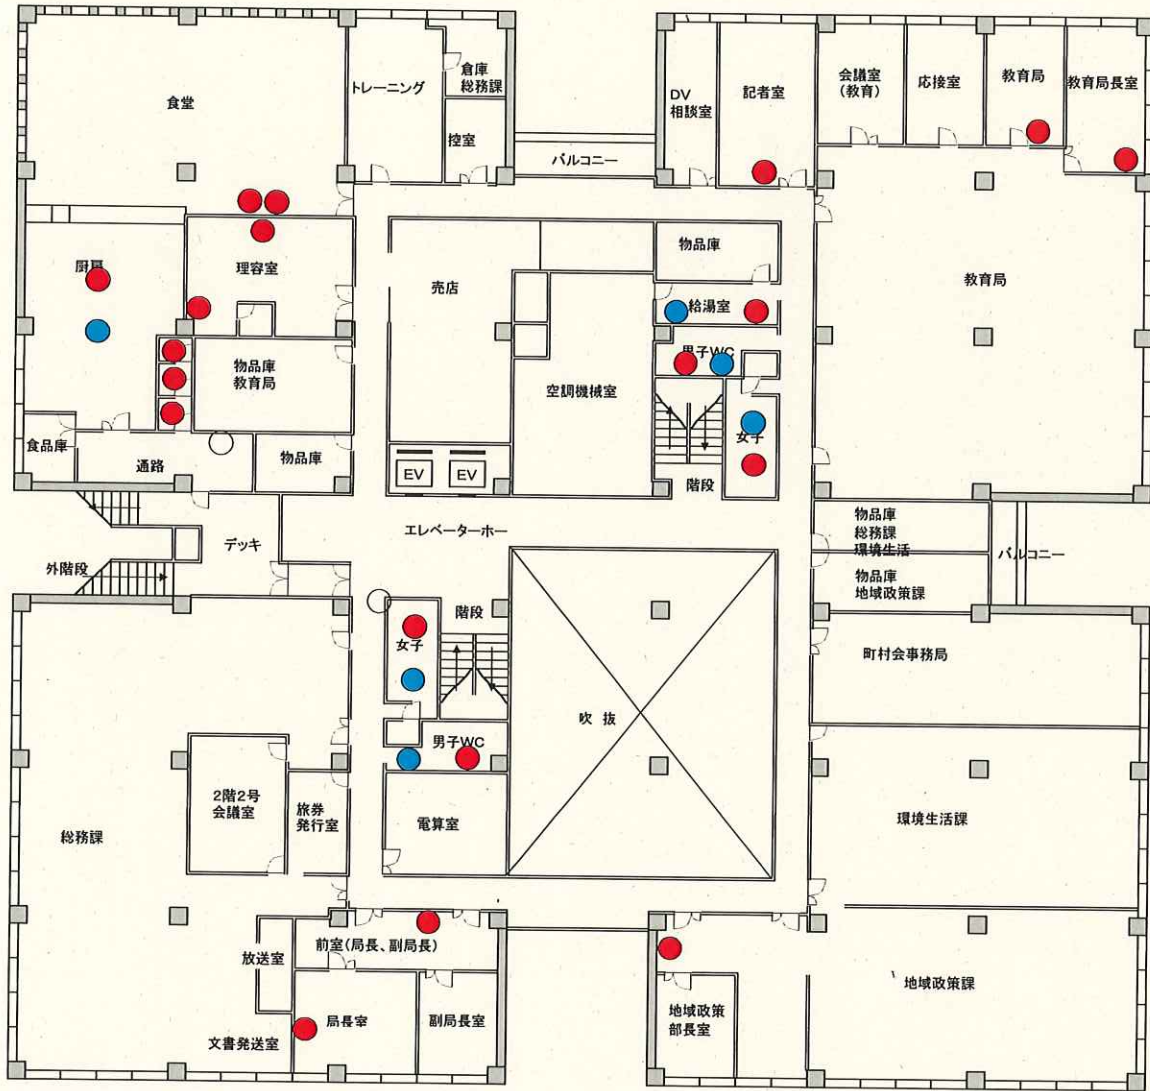 食堂
トレーニング
倉庫
総務課
控室
バルコニー
DV
相談室
記者室
会議室
(教育)
応接室
教育局
教育局長室
厨房
理容室
売店
物品庫
給湯室
教育局
物品庫
教育局
空調機械室
男子WC
女子
食品庫
通路
物品庫
EV
EV
階段
エレベーターホー
デッキ
外階段
物品庫
総務課
環境生活
物品庫
地域政策課
バルコニー
階段
女子
町村会事務局
吹抜
男子WC
2階2号
会議室
旅券
発行室
電算室
総務課
環境生活課
前室(局長、副局長)
放送室
局長室
副局長室
文書発送室
地域政策
部長室
地域政策課